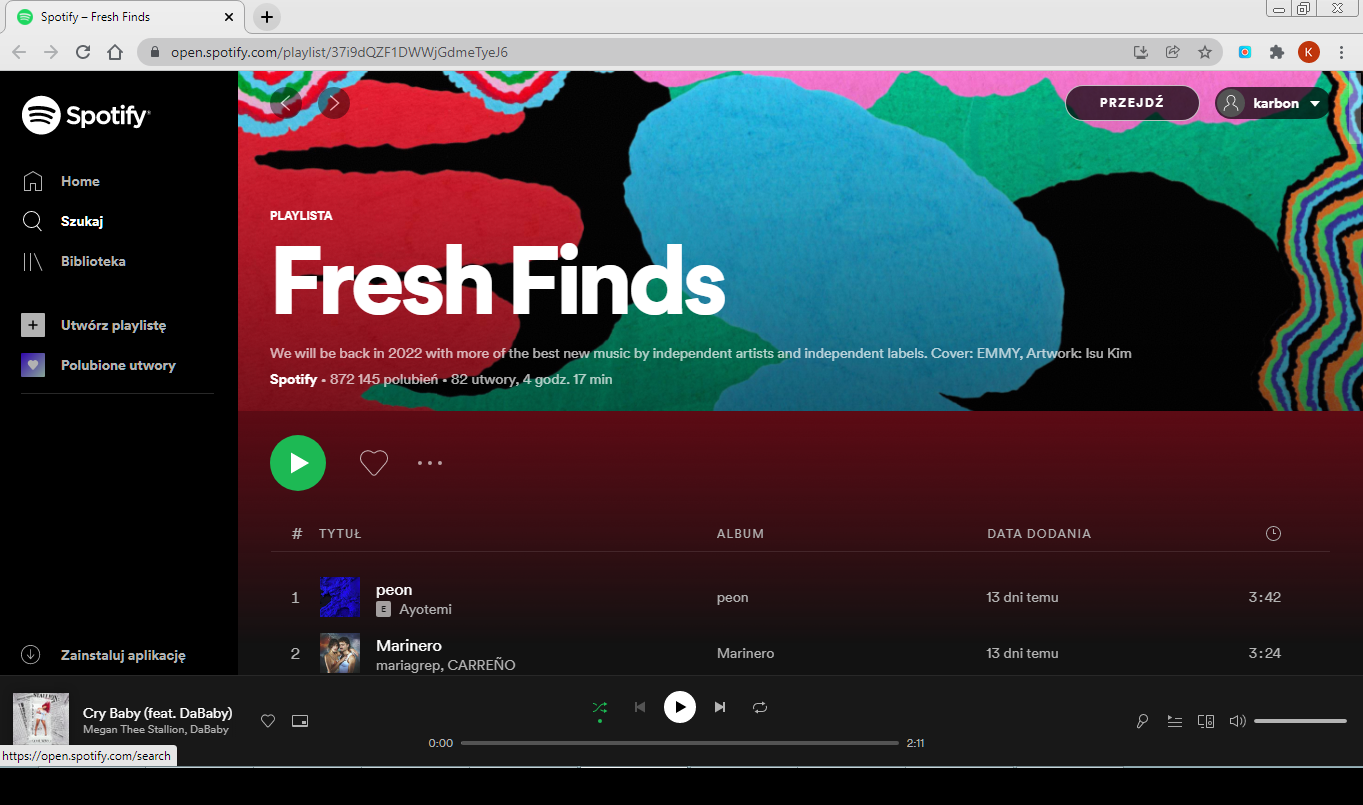 Spotify – Fresh Finds
open.spotify.com/playlist/37i9dQZF1DWWjGdmeTyeJ6
K
Spotify
Home
Szukaj
Biblioteka
Utwórz playlistę
Polubione utwory
Zainstaluj aplikację
PRZEJDŹ
karbon
PLAYLISTA
Fresh Finds
We will be back in 2022 with more of the best new music by independent artists and independent labels. Cover: EMMY, Artwork: Isu Kim
Spotify • 872 145 polubień • 82 utwory, 4 godz. 17 min
# TYTUŁ ALBUM DATA DODANIA
1 peon peon 13 dni temu 3:42
E Ayotemi
2 Marinero Marinero 13 dni temu 3:24
mariagrep, CARREÑO
Cry Baby (feat. DaBaby)
Megan Thee Stallion, DaBaby
0:00 2:11
https://open.spotify.com/search